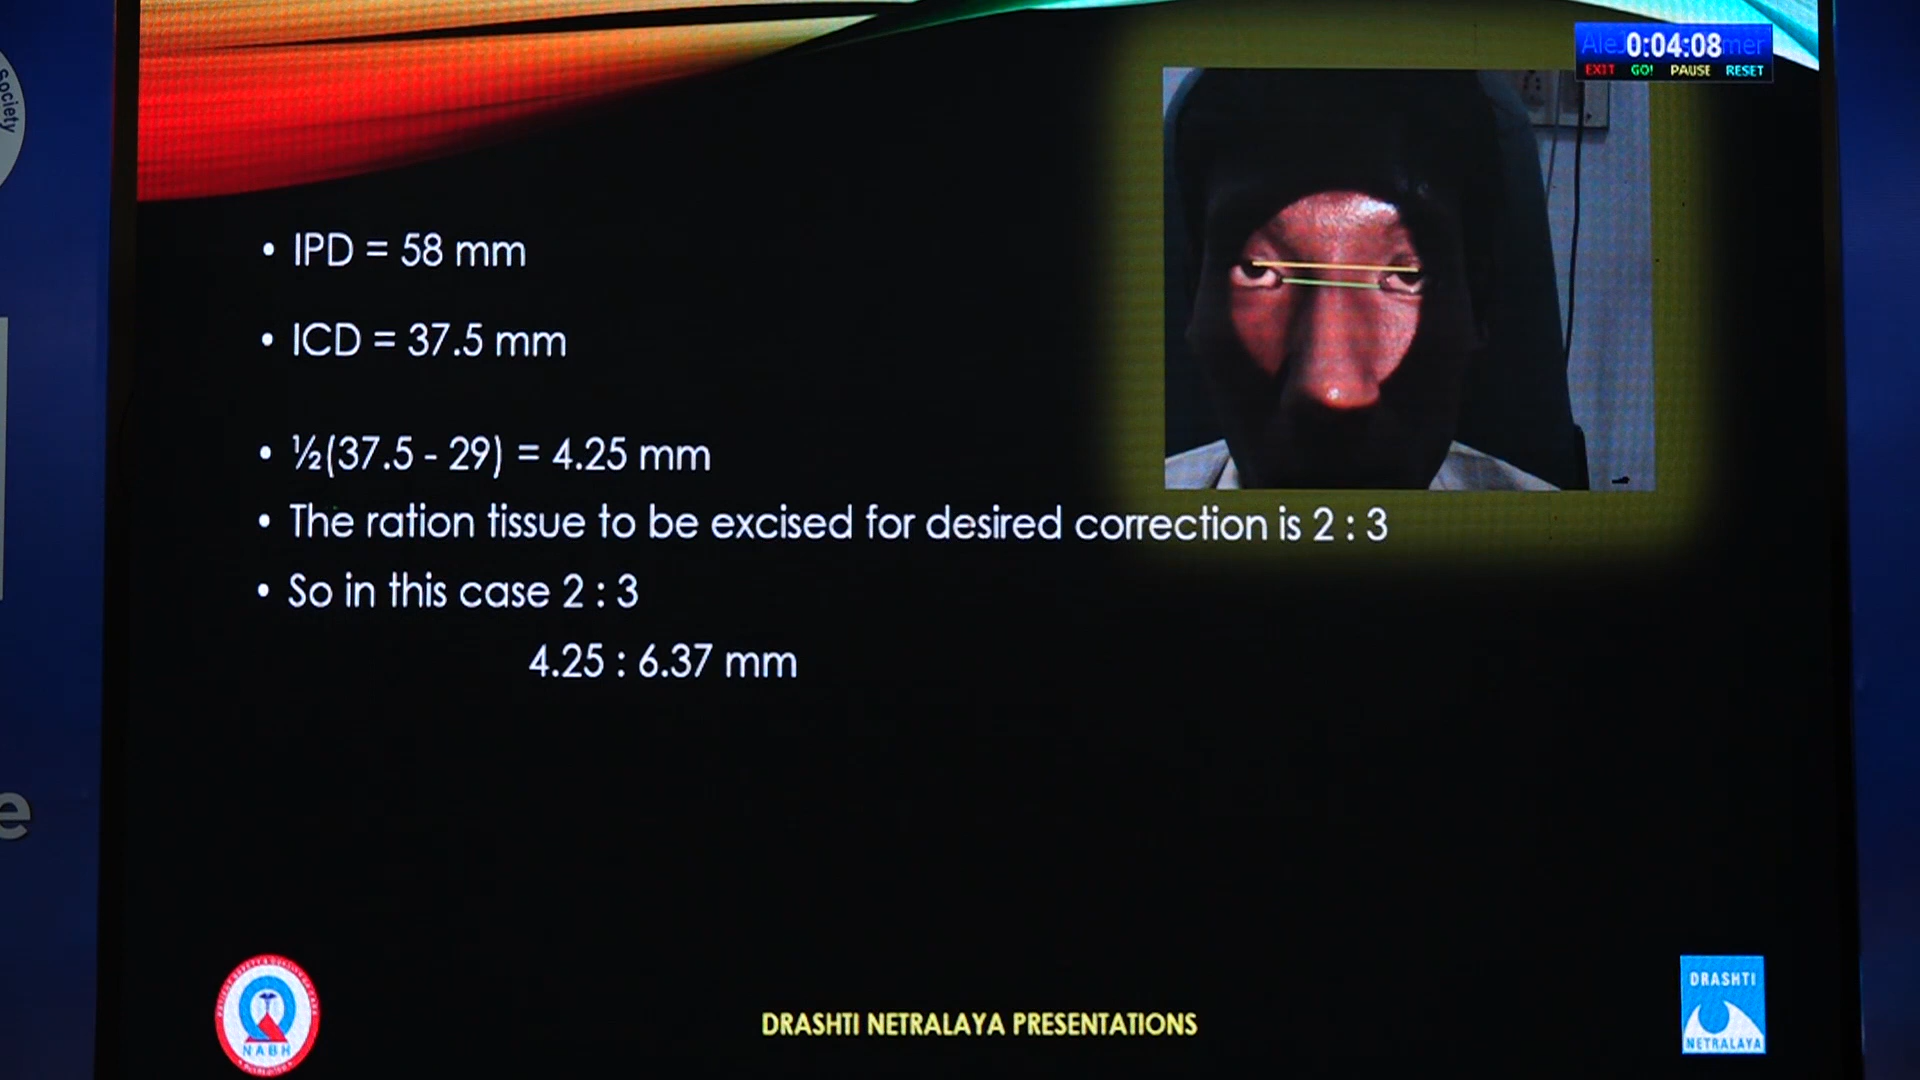 Society
0:04:08
EXIT GO! PAUSE RESET
• IPD = 58 mm
• ICD = 37.5 mm
• ½(37.5 - 29) = 4.25 mm
• The ration tissue to be excised for desired correction is 2 : 3
• So in this case 2 : 3
4.25 : 6.37 mm
e
NABH
DRASHTI NETRALAYA PRESENTATIONS
DRASHTI
NETRALAYA